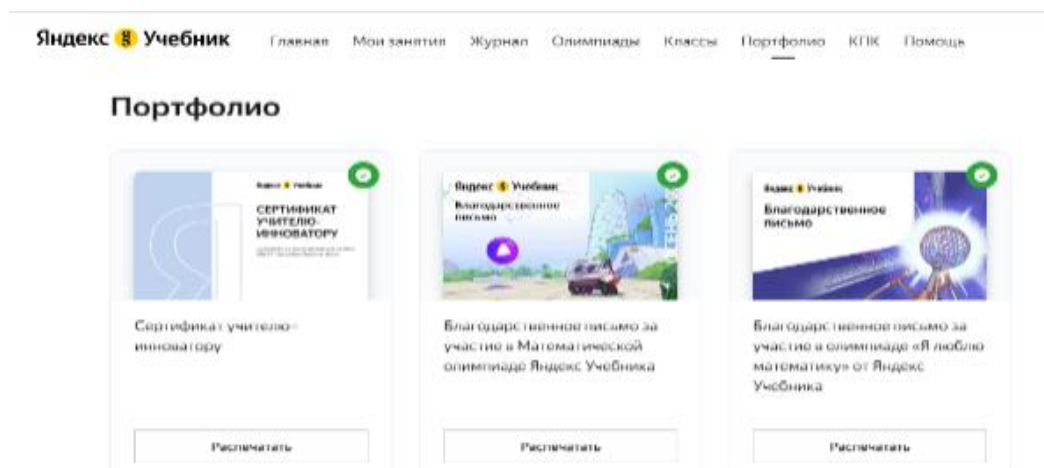 Яндекс Учебник
Главная Мои занятия Журнал Олимпиады Классы Портфолио КПК Помощь
Портфолио
Яндекс Учебник
СЕРТИФИКАТ
УЧИТЕЛЮ-
ИННОВАТОРУ
Яндекс Учебник
Благодарственное
письмо
Яндекс Учебник
Благодарственное
письмо
Сертификат учителю-
инноватору
Благодарственное письмо за
участие в Математической
олимпиаде Яндекс Учебника
Благодарственное письмо за
участие в олимпиаде «Я люблю
математику» от Яндекс
Учебника
Распечатать
Распечатать
Распечатать